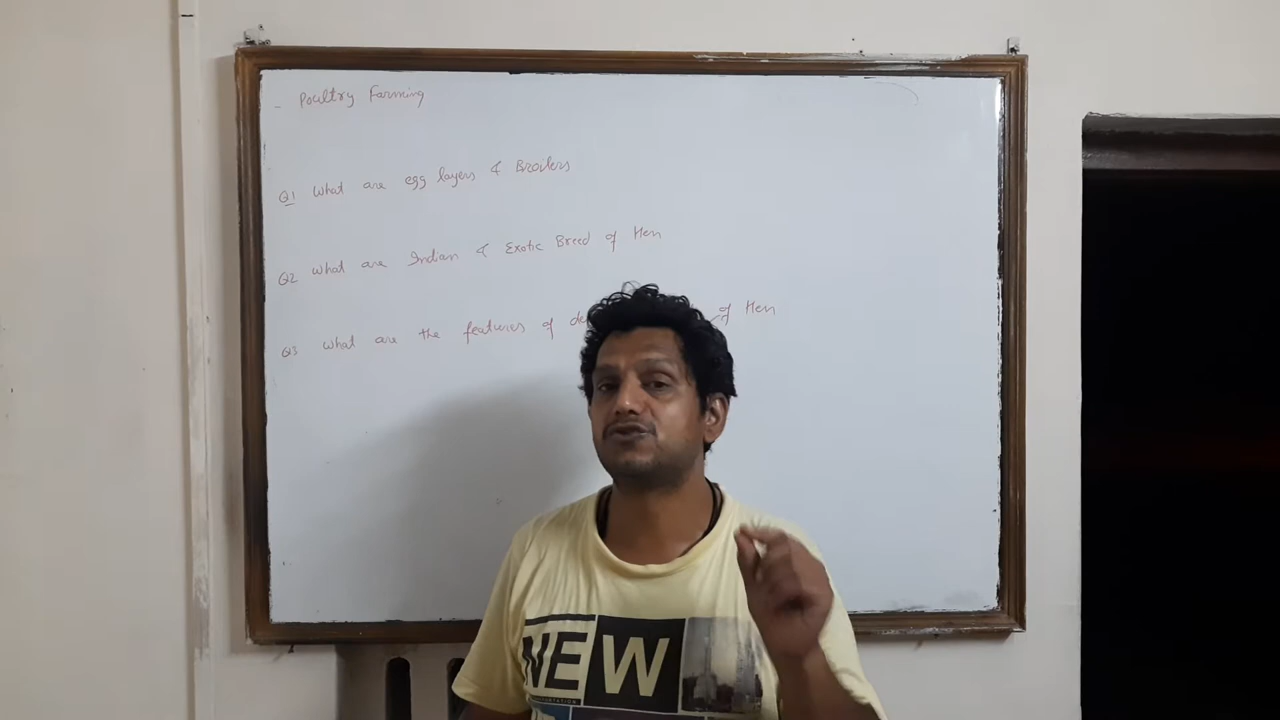 - Poultry Farming
Q1 What are egg layers & Broilers
Q2 What are Indian & Exotic Breed of Hen
Q3 What are the features of of Hen
NEW